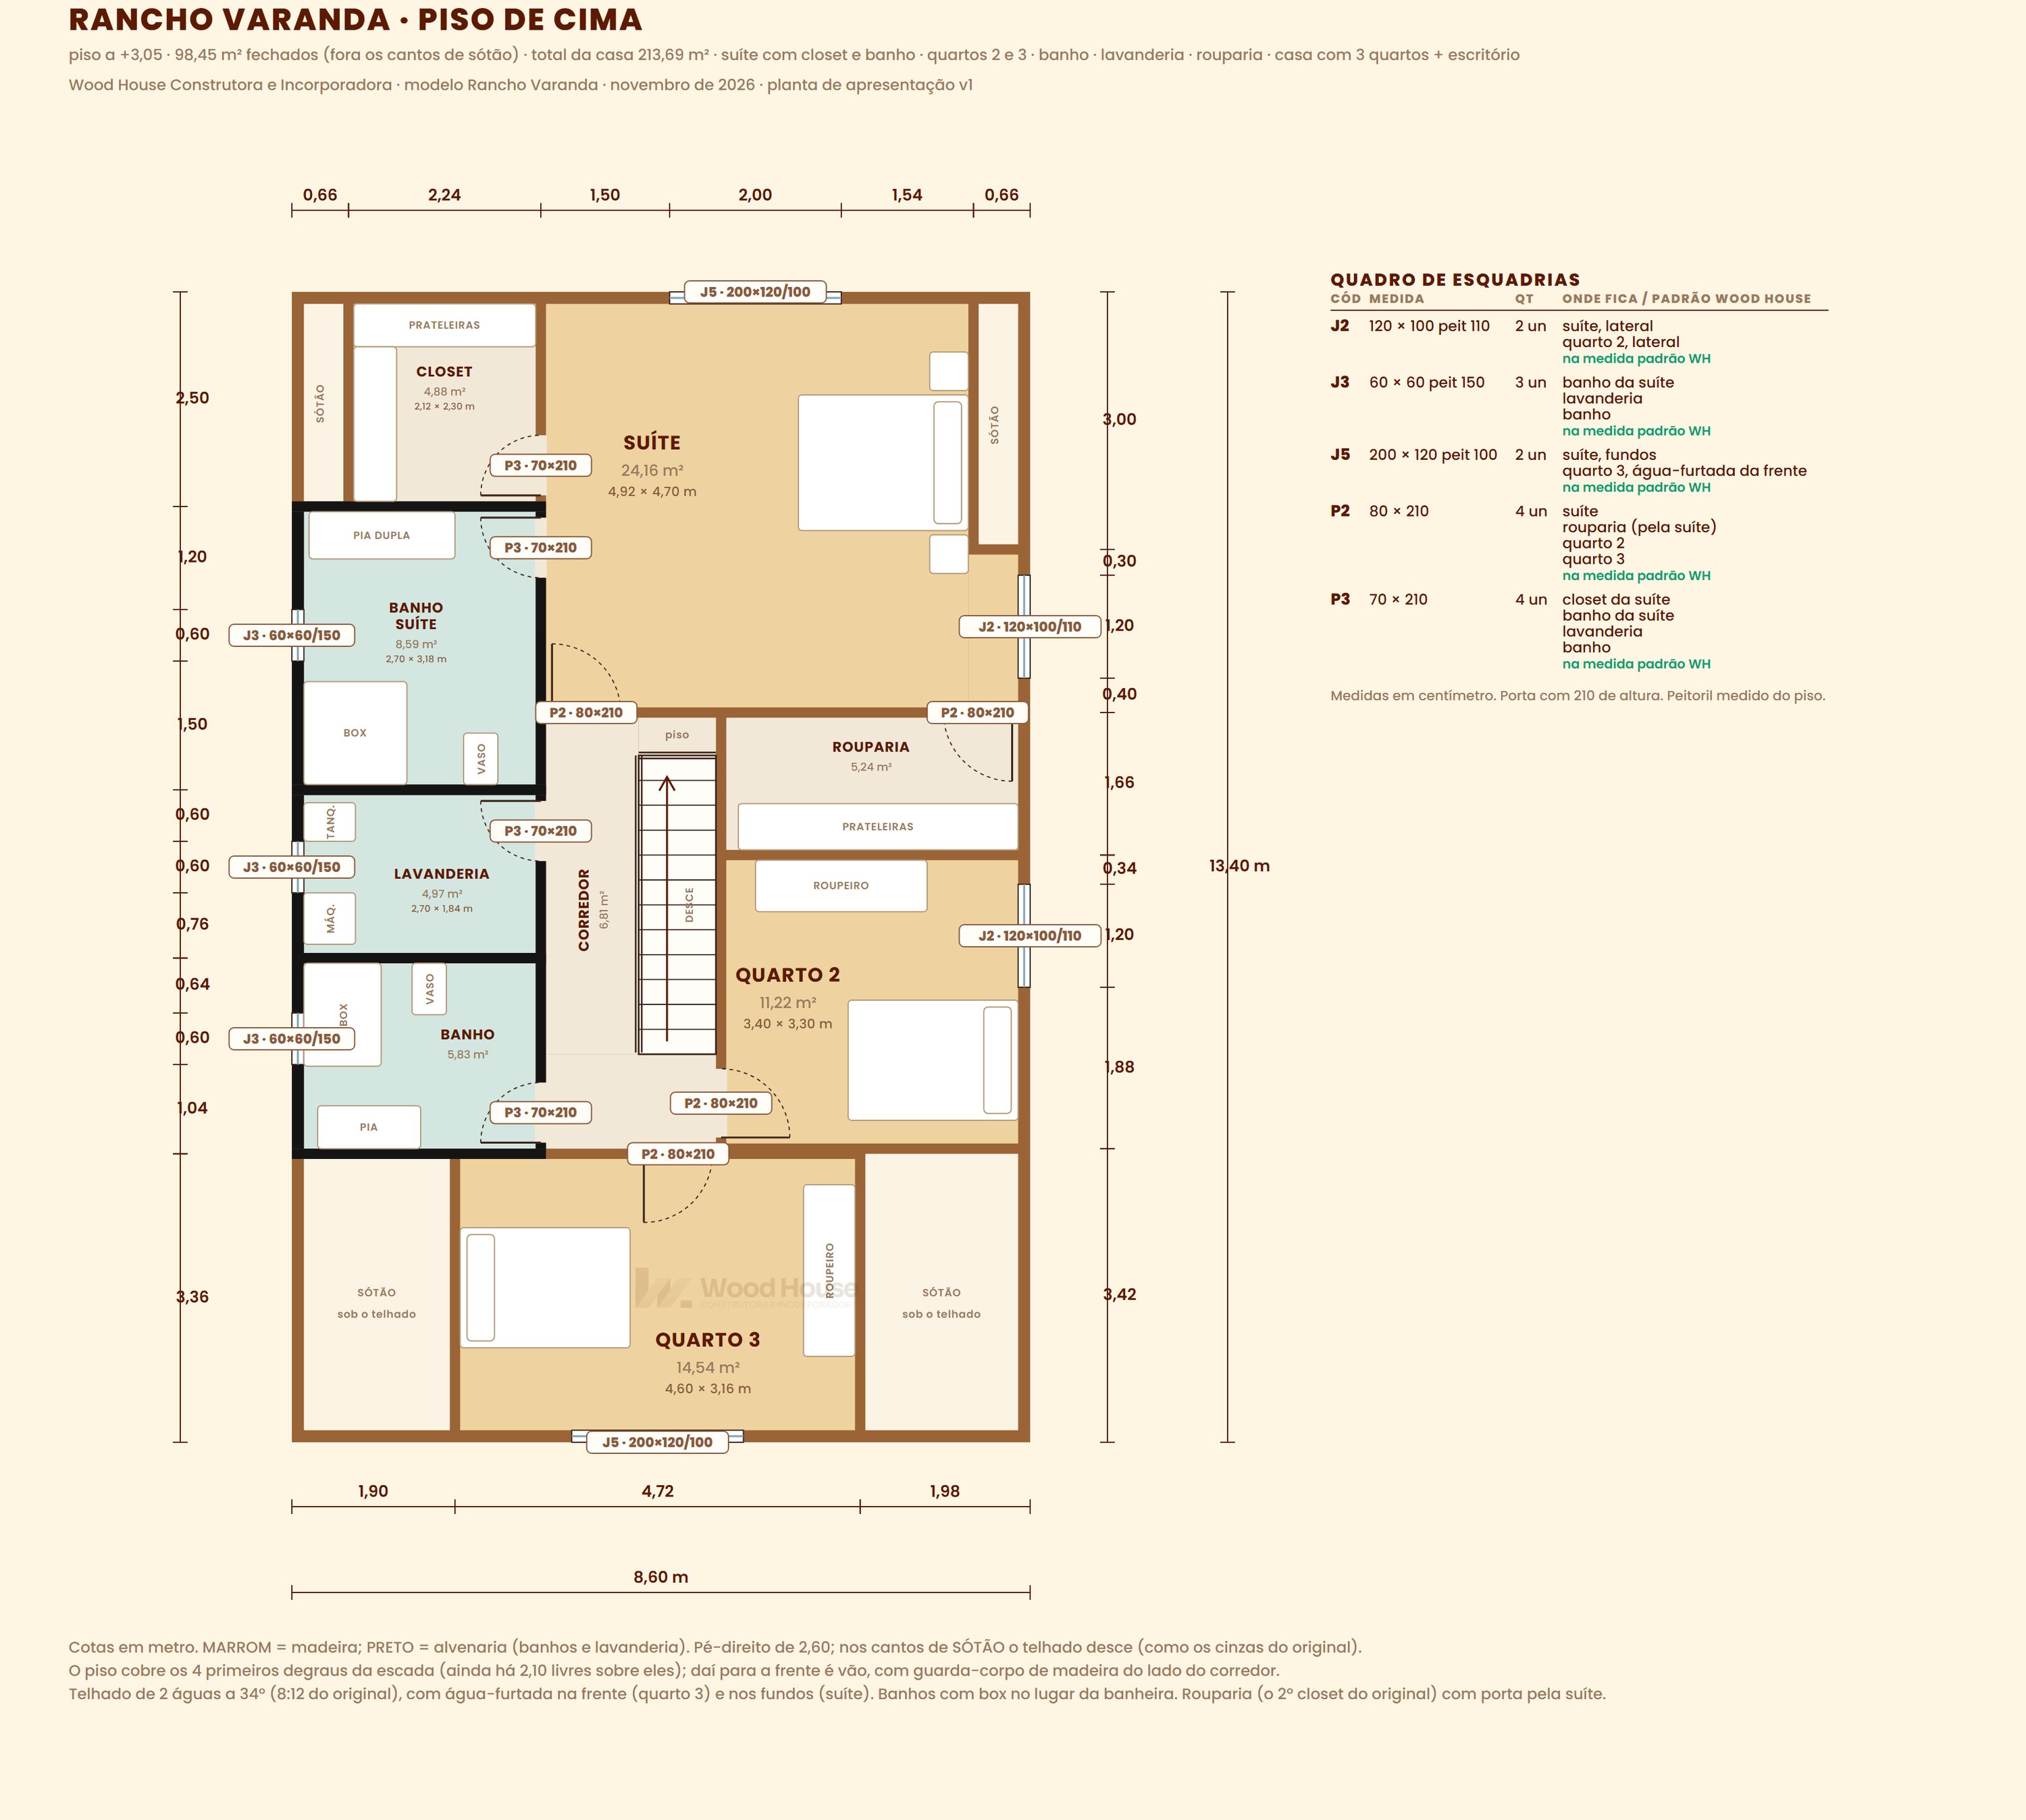 RANCHO VARANDA · PISO DE CIMA
piso a +3,05 · 98,45 m² fechados (fora os cantos de sótão) · total da casa 213,69 m² · suíte com closet e banho · quartos 2 e 3 · banho · lavanderia · rouparia · casa com 3 quartos + escritório
Wood House Construtora e Incorporadora · modelo Rancho Varanda · novembro de 2026 · planta de apresentação v1
0,66
2,24
1,50
2,00
1,54
0,66
J5 · 200×120/100
PRATELEIRAS
CLOSET
4,88 m²
2,12 × 2,30 m
SÓTÃO
SÓTÃO
2,50
3,00
SUÍTE
24,16 m²
4,92 × 4,70 m
P3 · 70×210
PIA DUPLA
P3 · 70×210
1,20
0,30
BANHO
SUÍTE
8,59 m²
2,70 × 3,18 m
0,60
J3 · 60×60/150
J2 · 120×100/110
1,20
0,40
P2 · 80×210
P2 · 80×210
1,50
BOX
VASO
piso
ROUPARIA
5,24 m²
1,66
0,60
TANQ.
P3 · 70×210
PRATELEIRAS
0,60
J3 · 60×60/150
LAVANDERIA
4,97 m²
2,70 × 1,84 m
0,34
13,40 m
ROUPEIRO
CORREDOR
6,81 m²
DESCE
0,76
MÁQ.
J2 · 120×100/110
1,20
QUARTO 2
11,22 m²
3,40 × 3,30 m
0,64
BOX
VASO
0,60
J3 · 60×60/150
BANHO
5,83 m²
1,88
1,04
PIA
P3 · 70×210
P2 · 80×210
P2 · 80×210
3,36
SÓTÃO
sob o telhado
Wood House
CONSTRUTORA E INCORPORADORA
ROUPEIRO
SÓTÃO
sob o telhado
3,42
QUARTO 3
14,54 m²
4,60 × 3,16 m
J5 · 200×120/100
1,90
4,72
1,98
8,60 m
QUADRO DE ESQUADRIAS
CÓD MEDIDA QT ONDE FICA / PADRÃO WOOD HOUSE
J2 120 × 100 peit 110 2 un suíte, lateral
quarto 2, lateral
na medida padrão WH
J3 60 × 60 peit 150 3 un banho da suíte
lavanderia
banho
na medida padrão WH
J5 200 × 120 peit 100 2 un suíte, fundos
quarto 3, água-furtada da frente
na medida padrão WH
P2 80 × 210 4 un suíte
rouparia (pela suíte)
quarto 2
quarto 3
na medida padrão WH
P3 70 × 210 4 un closet da suíte
banho da suíte
lavanderia
banho
na medida padrão WH
Medidas em centímetro. Porta com 210 de altura. Peitoril medido do piso.
Cotas em metro. MARROM = madeira; PRETO = alvenaria (banhos e lavanderia). Pé-direito de 2,60; nos cantos de SÓTÃO o telhado desce (como os cinzas do original).
O piso cobre os 4 primeiros degraus da escada (ainda há 2,10 livres sobre eles); daí para a frente é vão, com guarda-corpo de madeira do lado do corredor.
Telhado de 2 águas a 34° (8:12 do original), com água-furtada na frente (quarto 3) e nos fundos (suíte). Banhos com box no lugar da banheira. Rouparia (o 2º closet do original) com porta pela suíte.